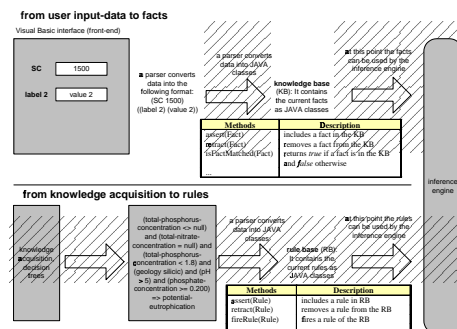 from user input-data to facts
Visual Basic interface (front-end)
SC 1500
label 2 value 2
a parser converts
data into the
following format:
(SC 1500)
((label 2) (value 2))
a parser converts
data into JAVA
classes
knowledge base
(KB): It contains
the current facts
as JAVA classes
at this point the facts
can be used by the
inference engine
Methods Description
assert(Fact) includes a fact in the KB
retract(Fact) removes a fact from the KB
isFactMatched(Fact) returns true if a fact is in the KB
and false otherwise
...
inference
engine
from knowledge acquisition to rules
knowledge
acquisition,
decision
trees
(total-phosphorus-
concentration <> null)
and (total-nitrate-
concentration = null) and
(total-phosphorus-
concentration < 1.8) and
(geology silicic) and (pH
> 5) and (phosphate-
concentration >= 0.200)
=> potential-
eutrophication
a parser converts
data into JAVA
classes
rule base (RB):
It contains the
current rules as
JAVA classes
at this point the rules
can be used by the
inference engine
Methods Description
assert(Rule) includes a rule in RB
retract(Rule) removes a rule from the RB
fireRule(Rule) fires a rule of the RB